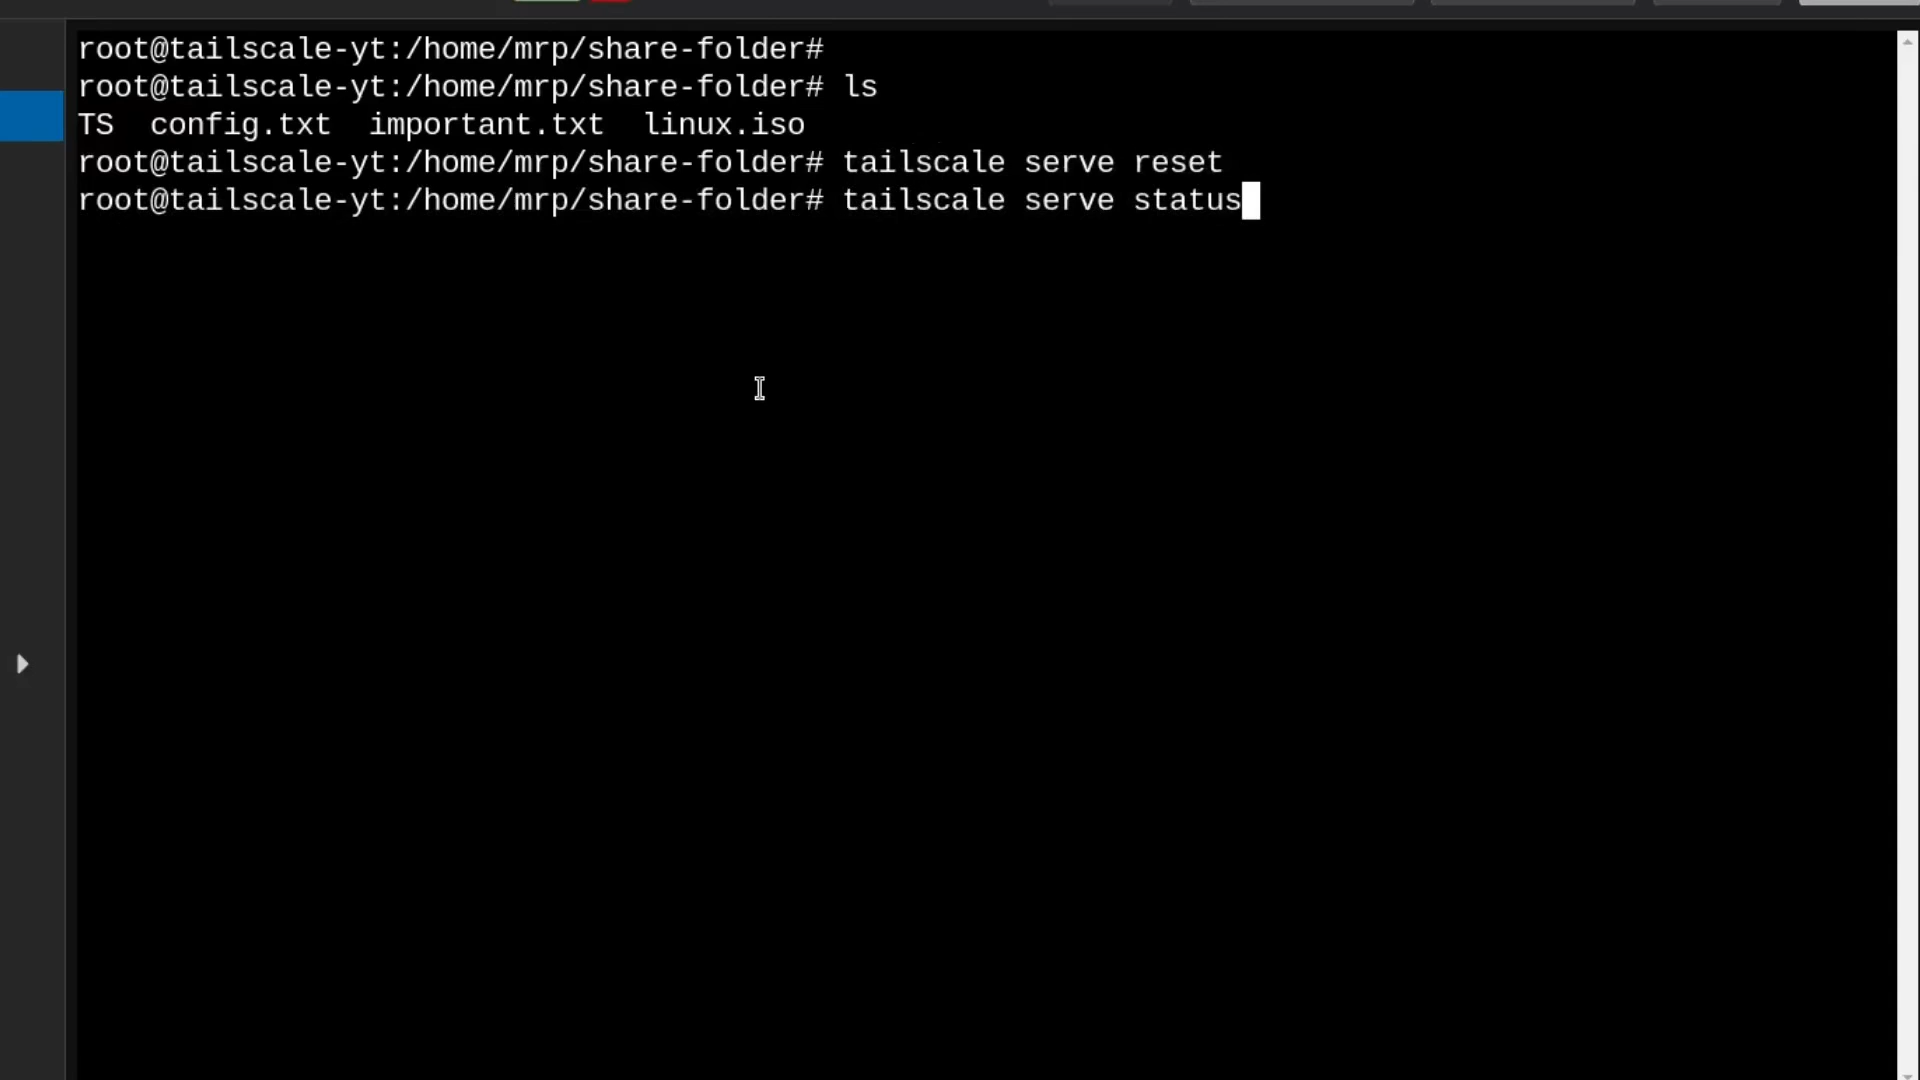 root@tailscale-yt:/home/mrp/share-folder#
root@tailscale-yt:/home/mrp/share-folder# ls
TS  config.txt  important.txt  linux.iso
root@tailscale-yt:/home/mrp/share-folder# tailscale serve reset
root@tailscale-yt:/home/mrp/share-folder# tailscale serve status